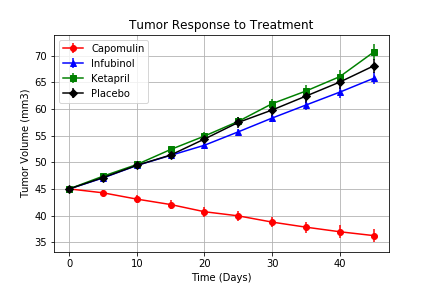 Tumor Response to Treatment
Capomulin
Infubinol
Ketapril
Placebo
Tumor Volume (mm3)
70
65
60
55
50
45
40
35
0 10 20 30 40
Time (Days)